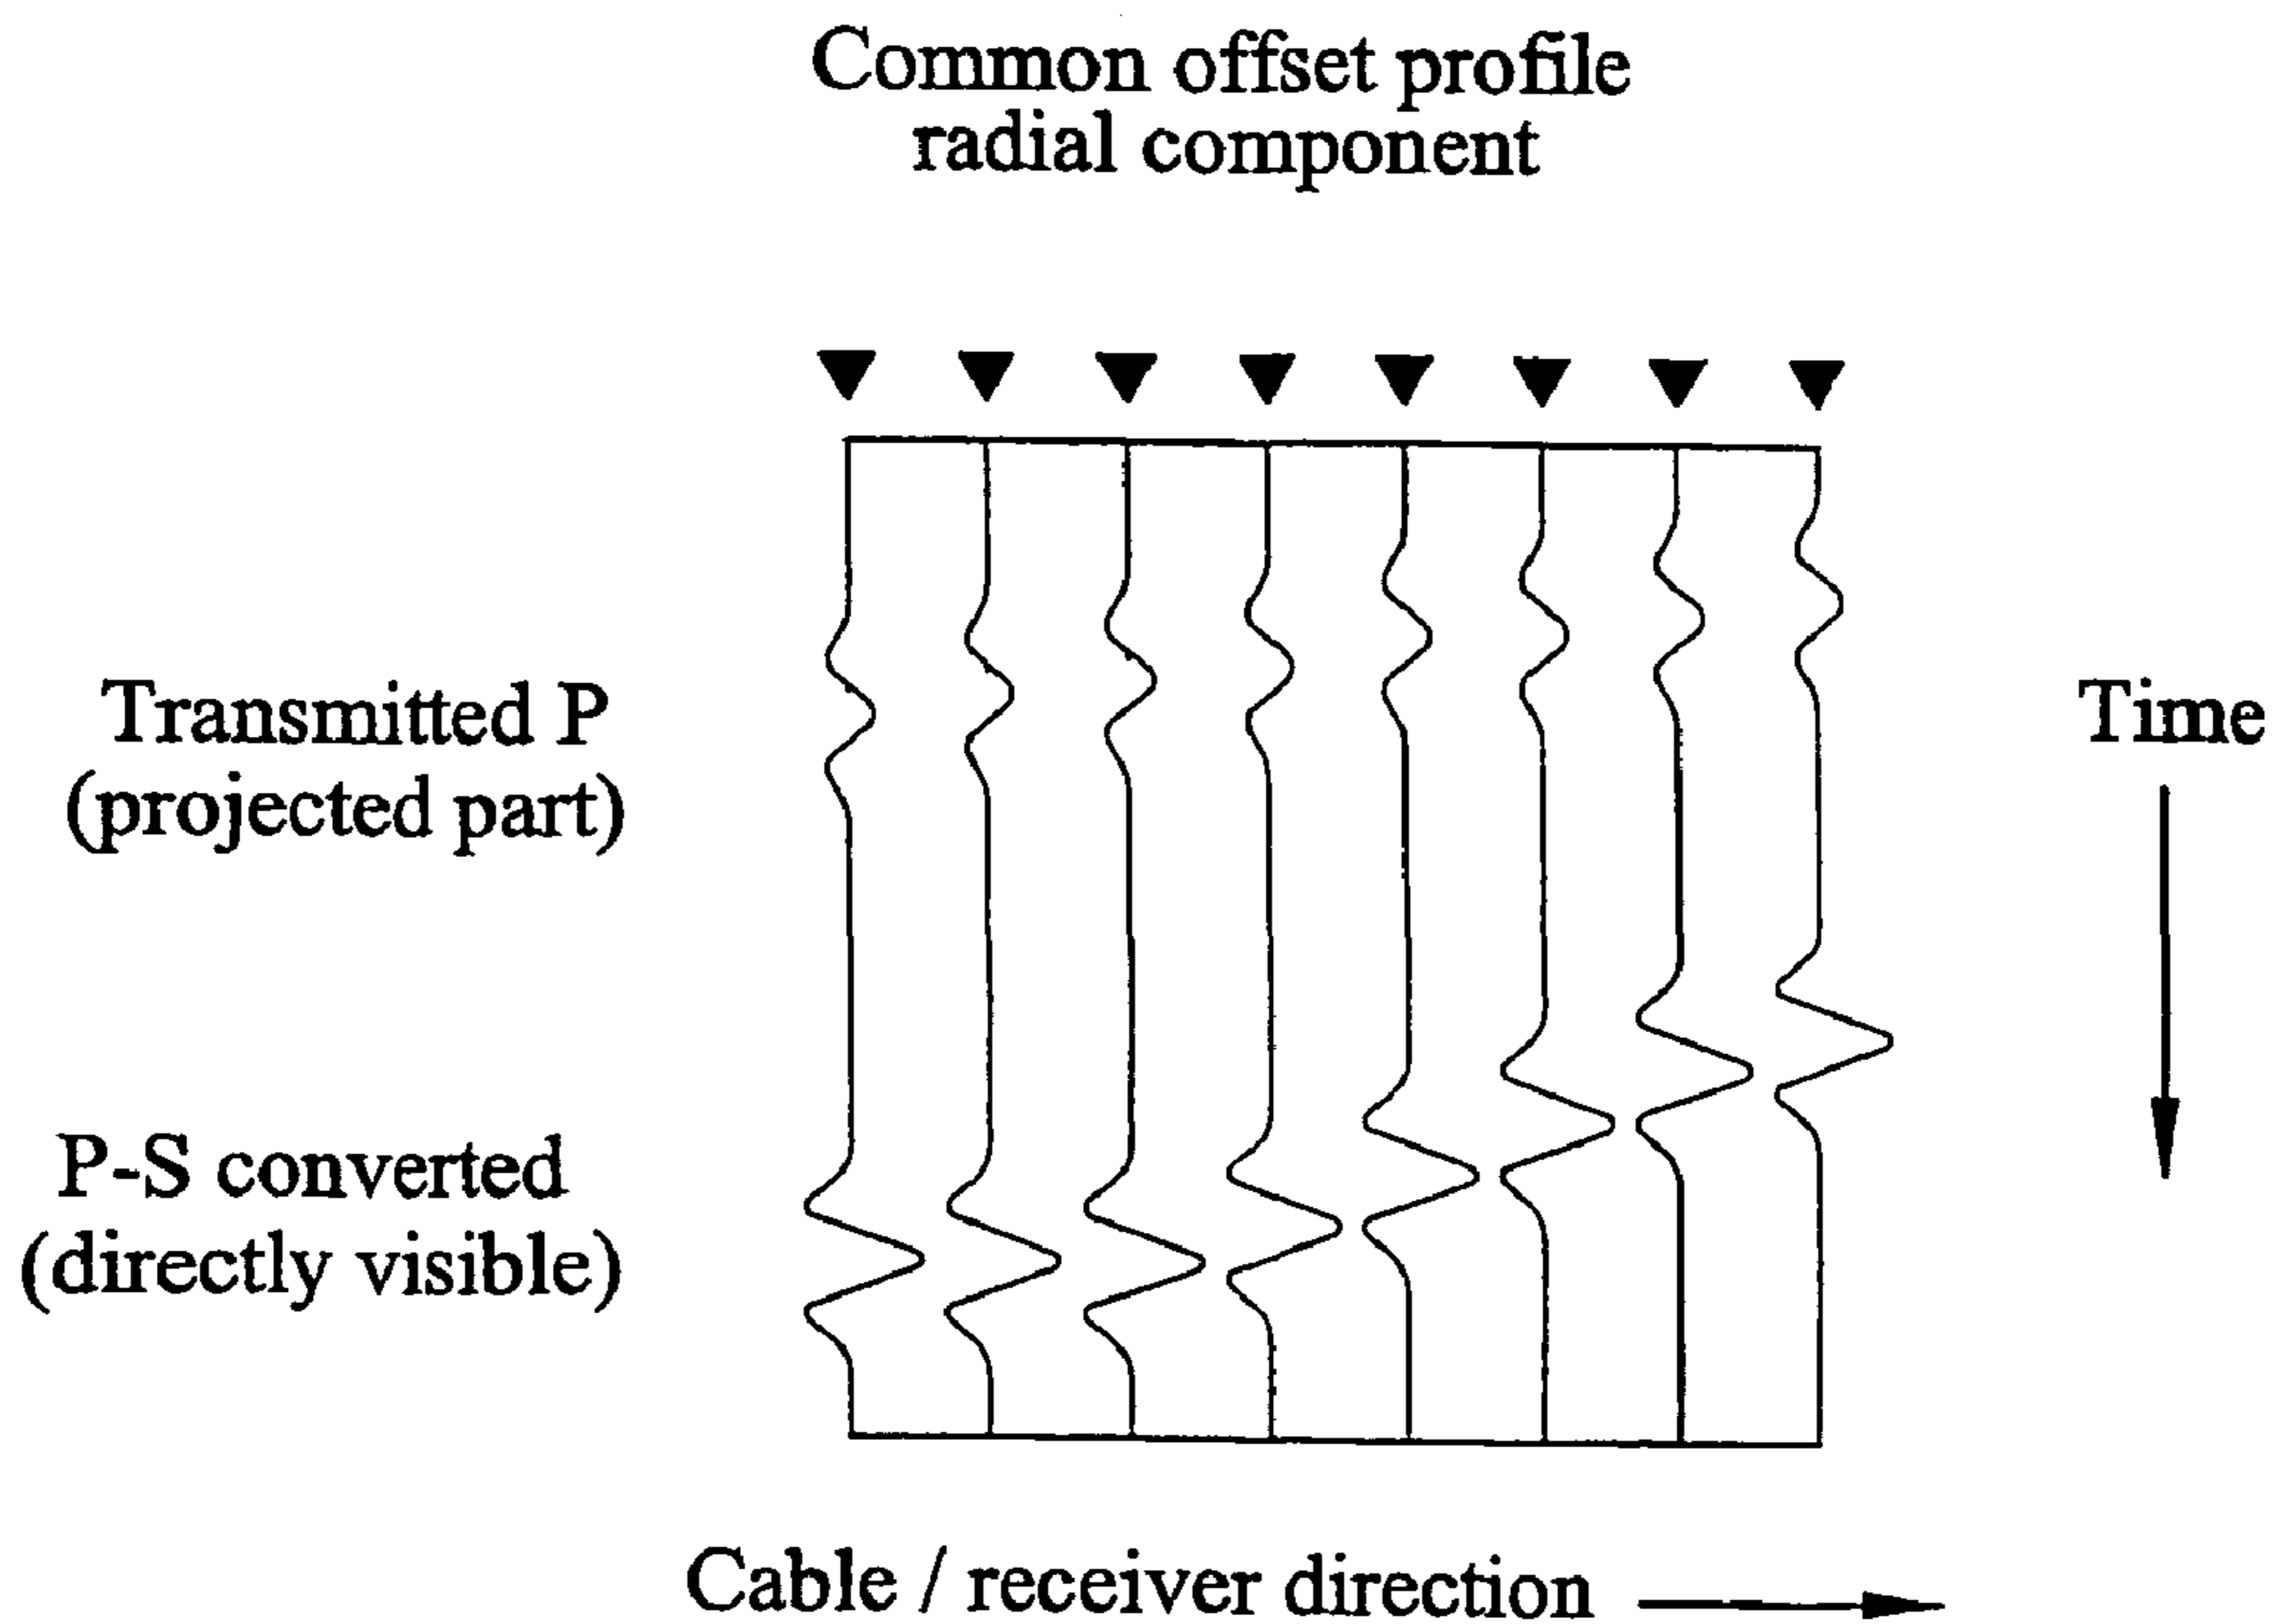 Common offset profile
radial component
Transmitted P
(projected part)
Time
P-S converted
(directly visible)
Cable / receiver direction